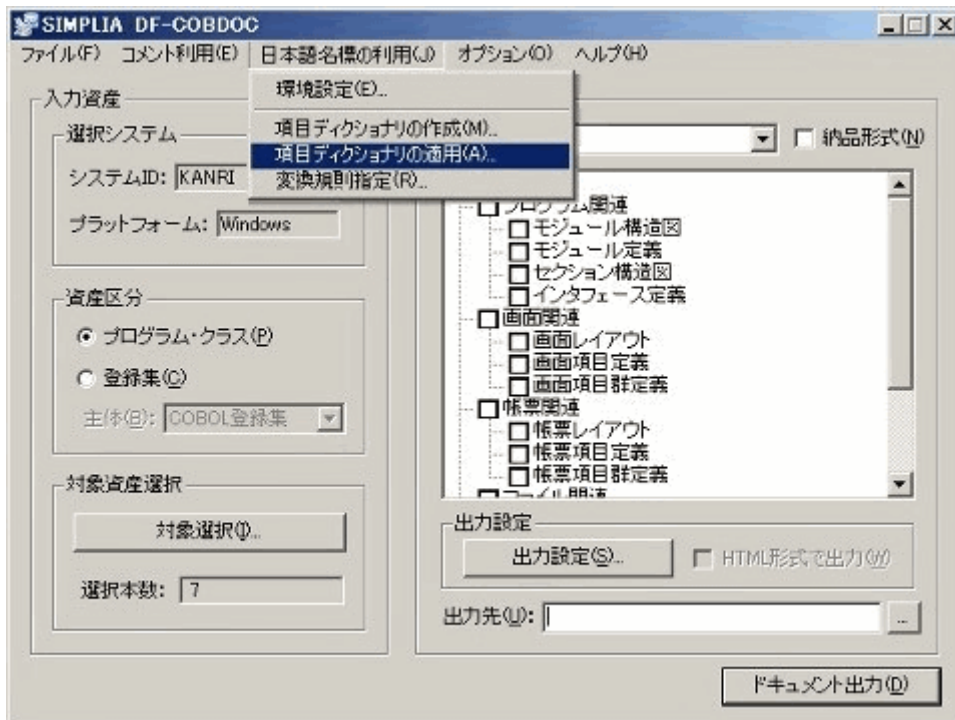 SIMPLIA DF-COBDOC
ファイル(F) コメント利用(E) 日本語名標の利用(J) オプション(O) ヘルプ(H)
環境設定(E)...
項目ディクショナリの作成(M)...
項目ディクショナリの適用(A)...
変換規則指定(R)...
入力資産
選択システム
システムID: KANRI
プラットフォーム: Windows
資産区分
プログラム・クラス(P)
登録集(C)
主体(B): COBOL登録集
対象資産選択
対象選択(I)...
選択本数: 7
納品形式(N)
プログラム関連
モジュール構造図
モジュール定義
セクション構造図
インタフェース定義
画面関連
画面レイアウト
画面項目定義
画面項目群定義
帳票関連
帳票レイアウト
帳票項目定義
帳票項目群定義
ファイル関連
出力設定
出力設定(S)... HTML形式で出力(W)
出力先(U): ...
ドキュメント出力(D)